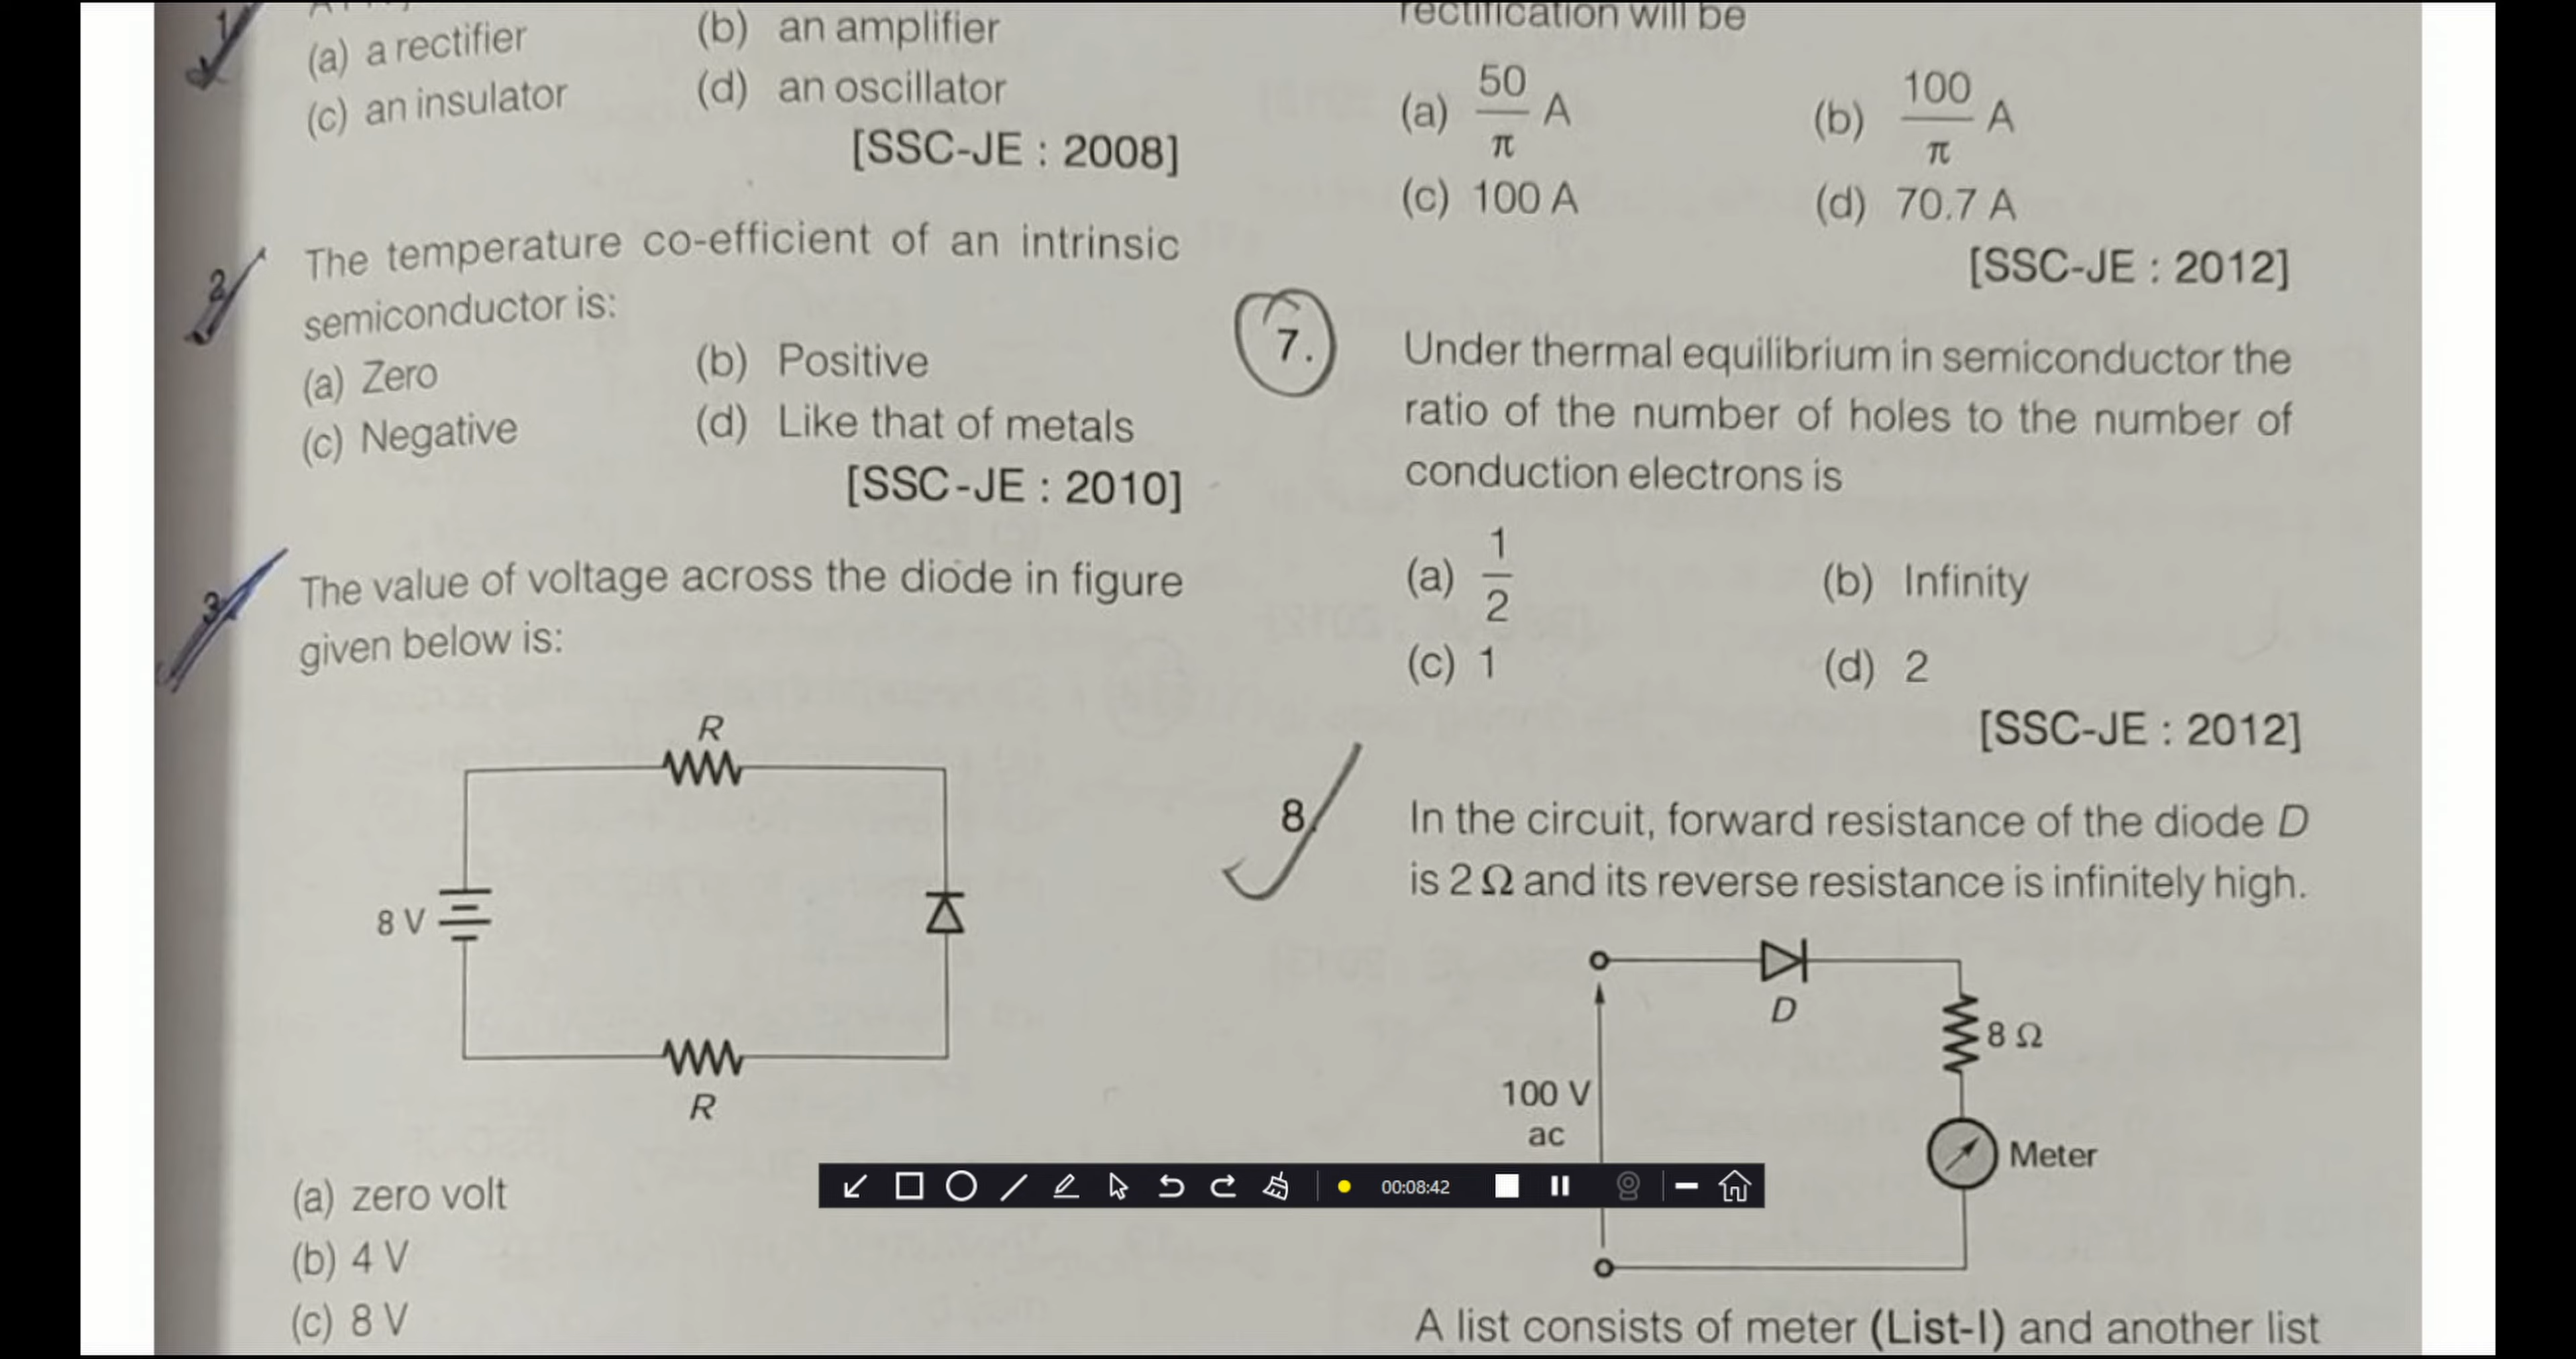 1
(a) a rectifier (b) an amplifier
(c) an insulator (d) an oscillator
[SSC-JE : 2008]
2. The temperature co-efficient of an intrinsic
semiconductor is:
(a) Zero (b) Positive
(c) Negative (d) Like that of metals
[SSC-JE : 2010]
3. The value of voltage across the diode in figure
given below is:
R
8 V
R
(a) zero volt
(b) 4 V
(c) 8 V
rectification will be
(a) 50/π A (b) 100/π A
(c) 100 A (d) 70.7 A
[SSC-JE : 2012]
7. Under thermal equilibrium in semiconductor the
ratio of the number of holes to the number of
conduction electrons is
(a) 1/2 (b) Infinity
(c) 1 (d) 2
[SSC-JE : 2012]
8. In the circuit, forward resistance of the diode D
is 2 Ω and its reverse resistance is infinitely high.
D
8 Ω
100 V
ac
Meter
00:08:42
A list consists of meter (List-I) and another list